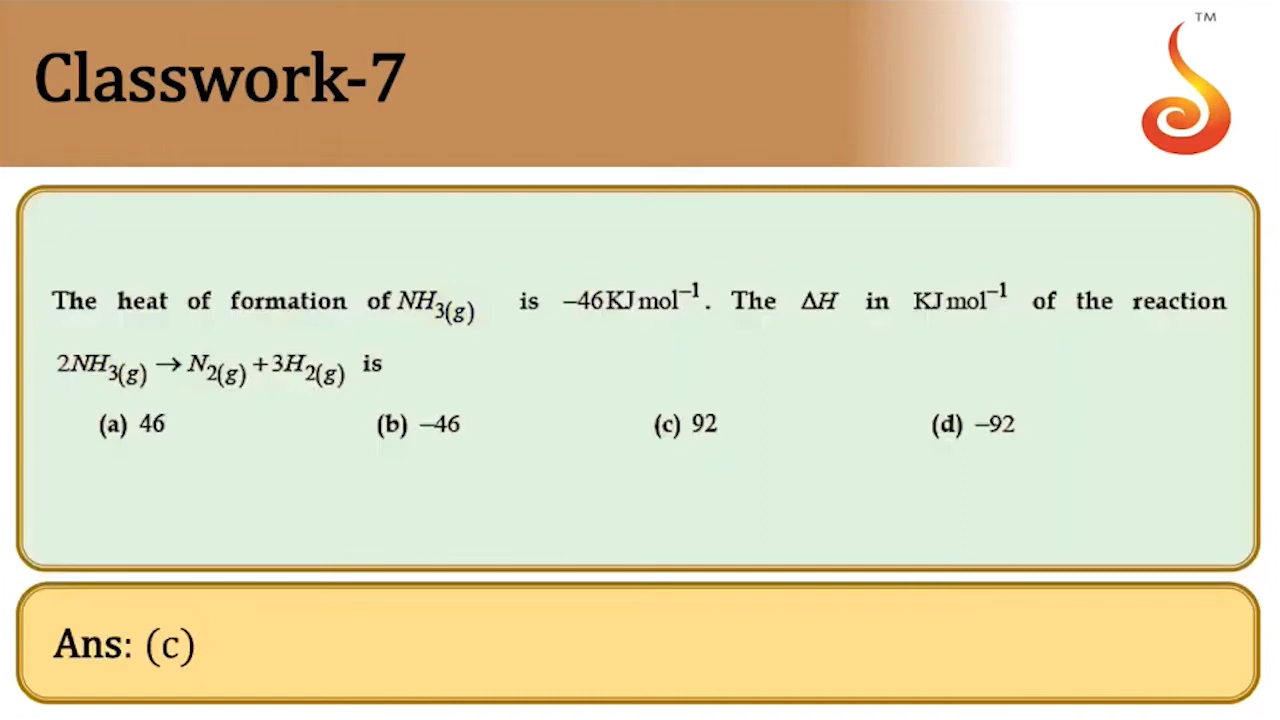 TM
Classwork-7
The heat of formation of NH₃₍g₎ is –46 KJ mol⁻¹. The ΔH in KJ mol⁻¹ of the reaction
2NH₃₍g₎ → N₂₍g₎ + 3H₂₍g₎ is
(a) 46 (b) –46 (c) 92 (d) –92
Ans: (c)